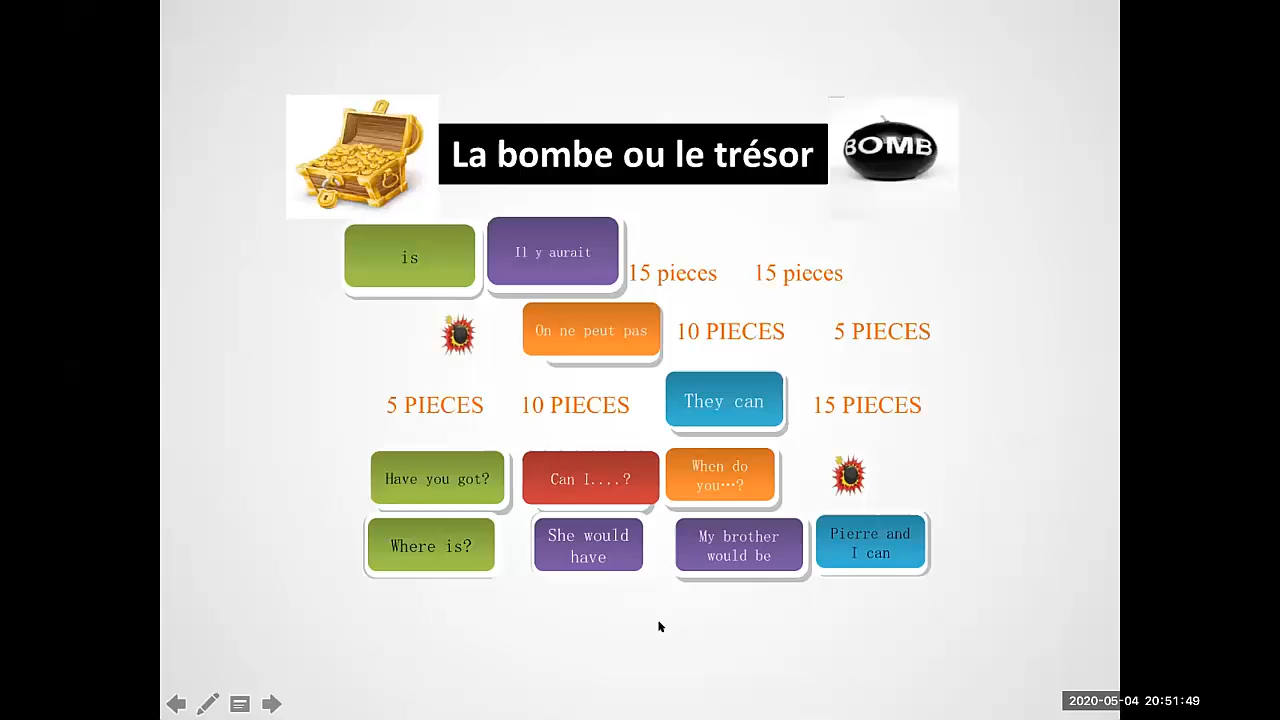 La bombe ou le trésor
BOMB
is
Il y aurait
15 pieces
15 pieces
On ne peut pas
10 PIECES
5 PIECES
5 PIECES
10 PIECES
They can
15 PIECES
Have you got?
Can I....?
When do
you…?
Where is?
She would
have
My brother
would be
Pierre and
I can
2020-05-04 20:51:49